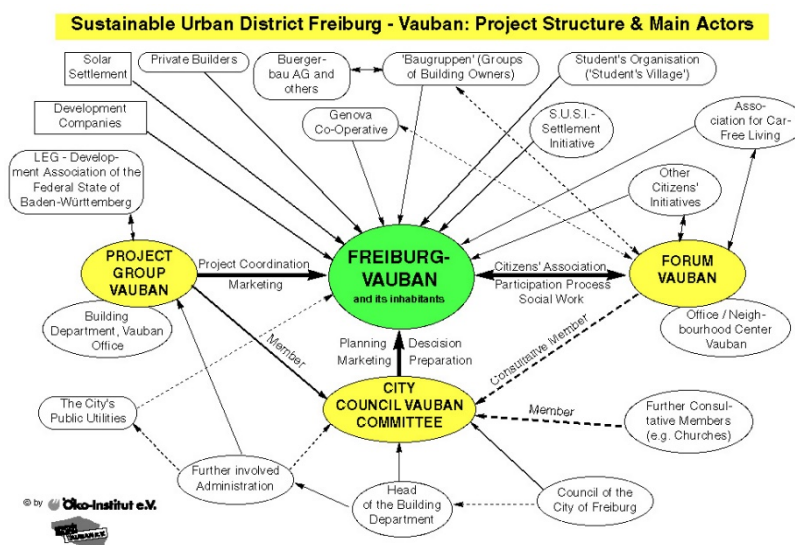 Sustainable Urban District Freiburg - Vauban: Project Structure & Main Actors
Solar
Settlement
Private Builders
Buerger-
bau AG and
others
'Baugruppen' (Groups
of Building Owners)
Student's Organisation
('Student's Village')
Development
Companies
Genova
Co-Operative
S.U.S.I.-
Settlement
Initiative
Asso-
ciation for Car-
Free Living
LEG - Develop-
ment Association of the
Federal State of
Baden-Württemberg
Other
Citizens'
Initiatives
PROJECT
GROUP
VAUBAN
Project Coordination
Marketing
FREIBURG-
VAUBAN
and its inhabitants
Citizens' Association
Participation Process
Social Work
FORUM
VAUBAN
Building
Department, Vauban
Office
Office / Neigh-
bourhood Center
Vauban
Member
Planning
Marketing
Descision
Preparation
Consultative Member
The City's
Public Utilities
CITY
COUNCIL VAUBAN
COMMITTEE
Member
Further Consul-
tative Members
(e.g. Churches)
Further involved
Administration
Head
of the Building
Department
Council of the
City of Freiburg
© by Öko-Institut e.V.